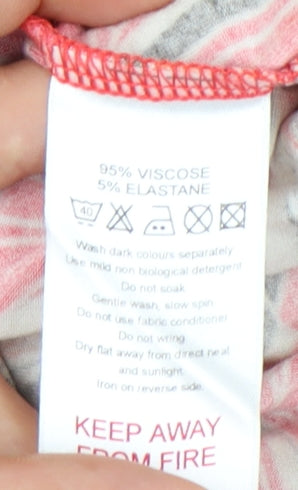 95% VISCOSE
5% ELASTANE
40
Wash dark colours separately
Use mild non biological detergent
Do not soak
Gentle wash, slow spin
Do not use fabric conditioner
Do not wring
Dry flat away from direct heat
and sunlight.
Iron on reverse side.
KEEP AWAY
FROM FIRE